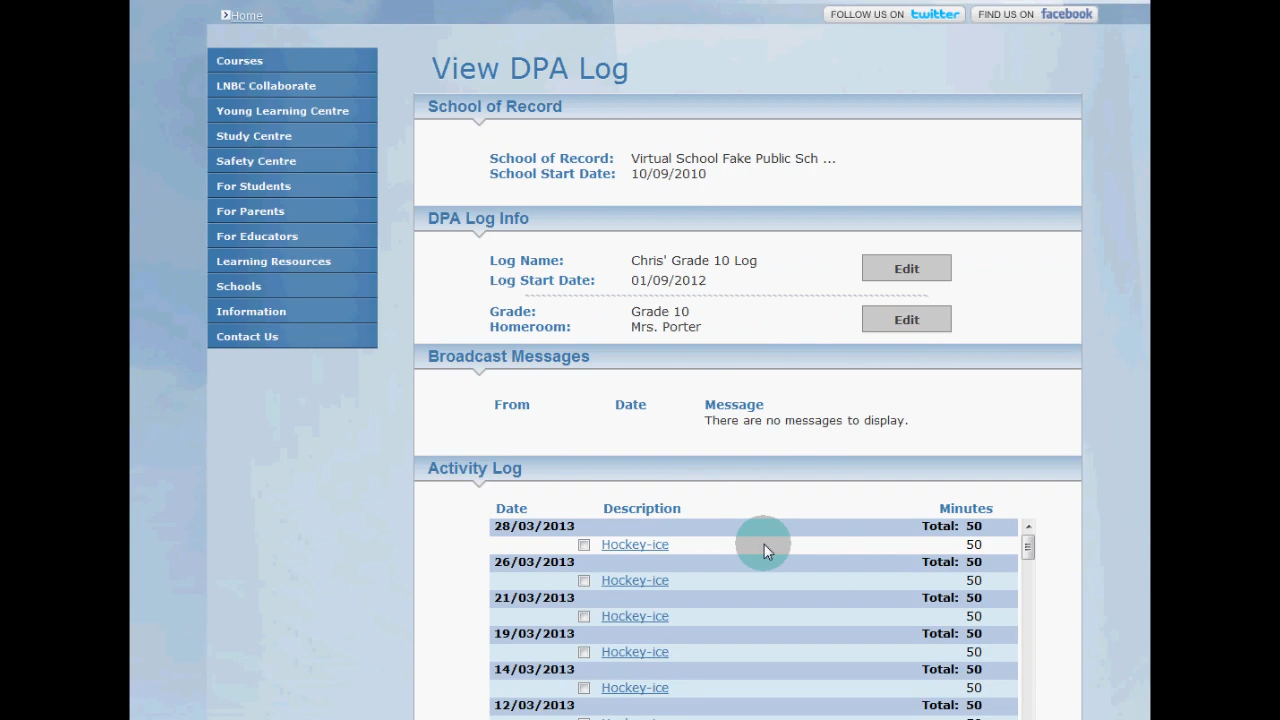 Home
FOLLOW US ON twitter
FIND US ON facebook
Courses
LNBC Collaborate
Young Learning Centre
Study Centre
Safety Centre
For Students
For Parents
For Educators
Learning Resources
Schools
Information
Contact Us
View DPA Log
School of Record
School of Record: Virtual School Fake Public Sch ...
School Start Date: 10/09/2010
DPA Log Info
Log Name: Chris' Grade 10 Log
Edit
Log Start Date: 01/09/2012
Grade: Grade 10
Edit
Homeroom: Mrs. Porter
Broadcast Messages
From Date Message
There are no messages to display.
Activity Log
Date Description Minutes
28/03/2013 Total: 50
Hockey-ice 50
26/03/2013 Total: 50
Hockey-ice 50
21/03/2013 Total: 50
Hockey-ice 50
19/03/2013 Total: 50
Hockey-ice 50
14/03/2013 Total: 50
Hockey-ice 50
12/03/2013 Total: 50